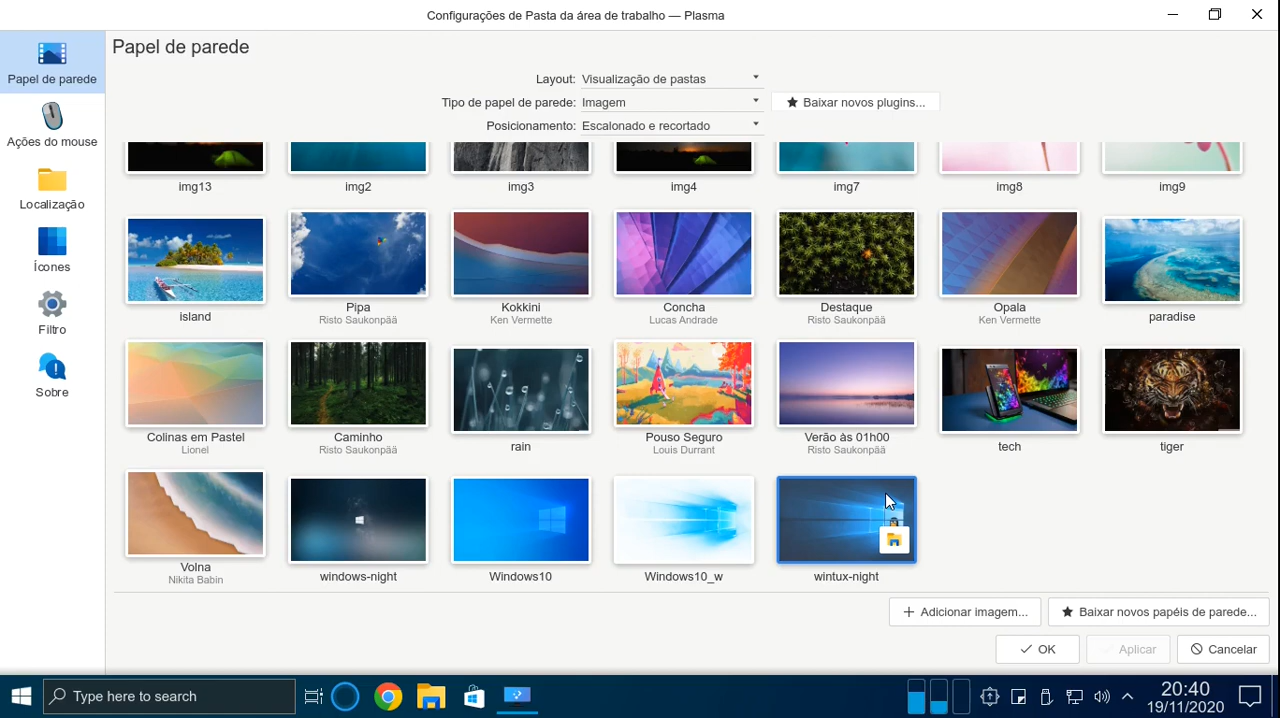 Configurações de Pasta da área de trabalho — Plasma
Papel de parede
Papel de parede
Ações do mouse
Localização
Ícones
Filtro
Sobre
Layout: Visualização de pastas
Tipo de papel de parede: Imagem
Baixar novos plugins...
Posicionamento: Escalonado e recortado
img13 img2 img3 img4 img7 img8 img9
island Pipa Kokkini Concha Destaque Opala paradise
Risto Saukonpää Ken Vermette Lucas Andrade Risto Saukonpää Ken Vermette
Colinas em Pastel Caminho rain Pouso Seguro Verão às 01h00 tech tiger
Lionel Risto Saukonpää Louis Durrant Risto Saukonpää
Volna windows-night Windows10 Windows10_w wintux-night
Nikita Babin
Adicionar imagem... Baixar novos papéis de parede...
OK Aplicar Cancelar
Type here to search
20:40
19/11/2020